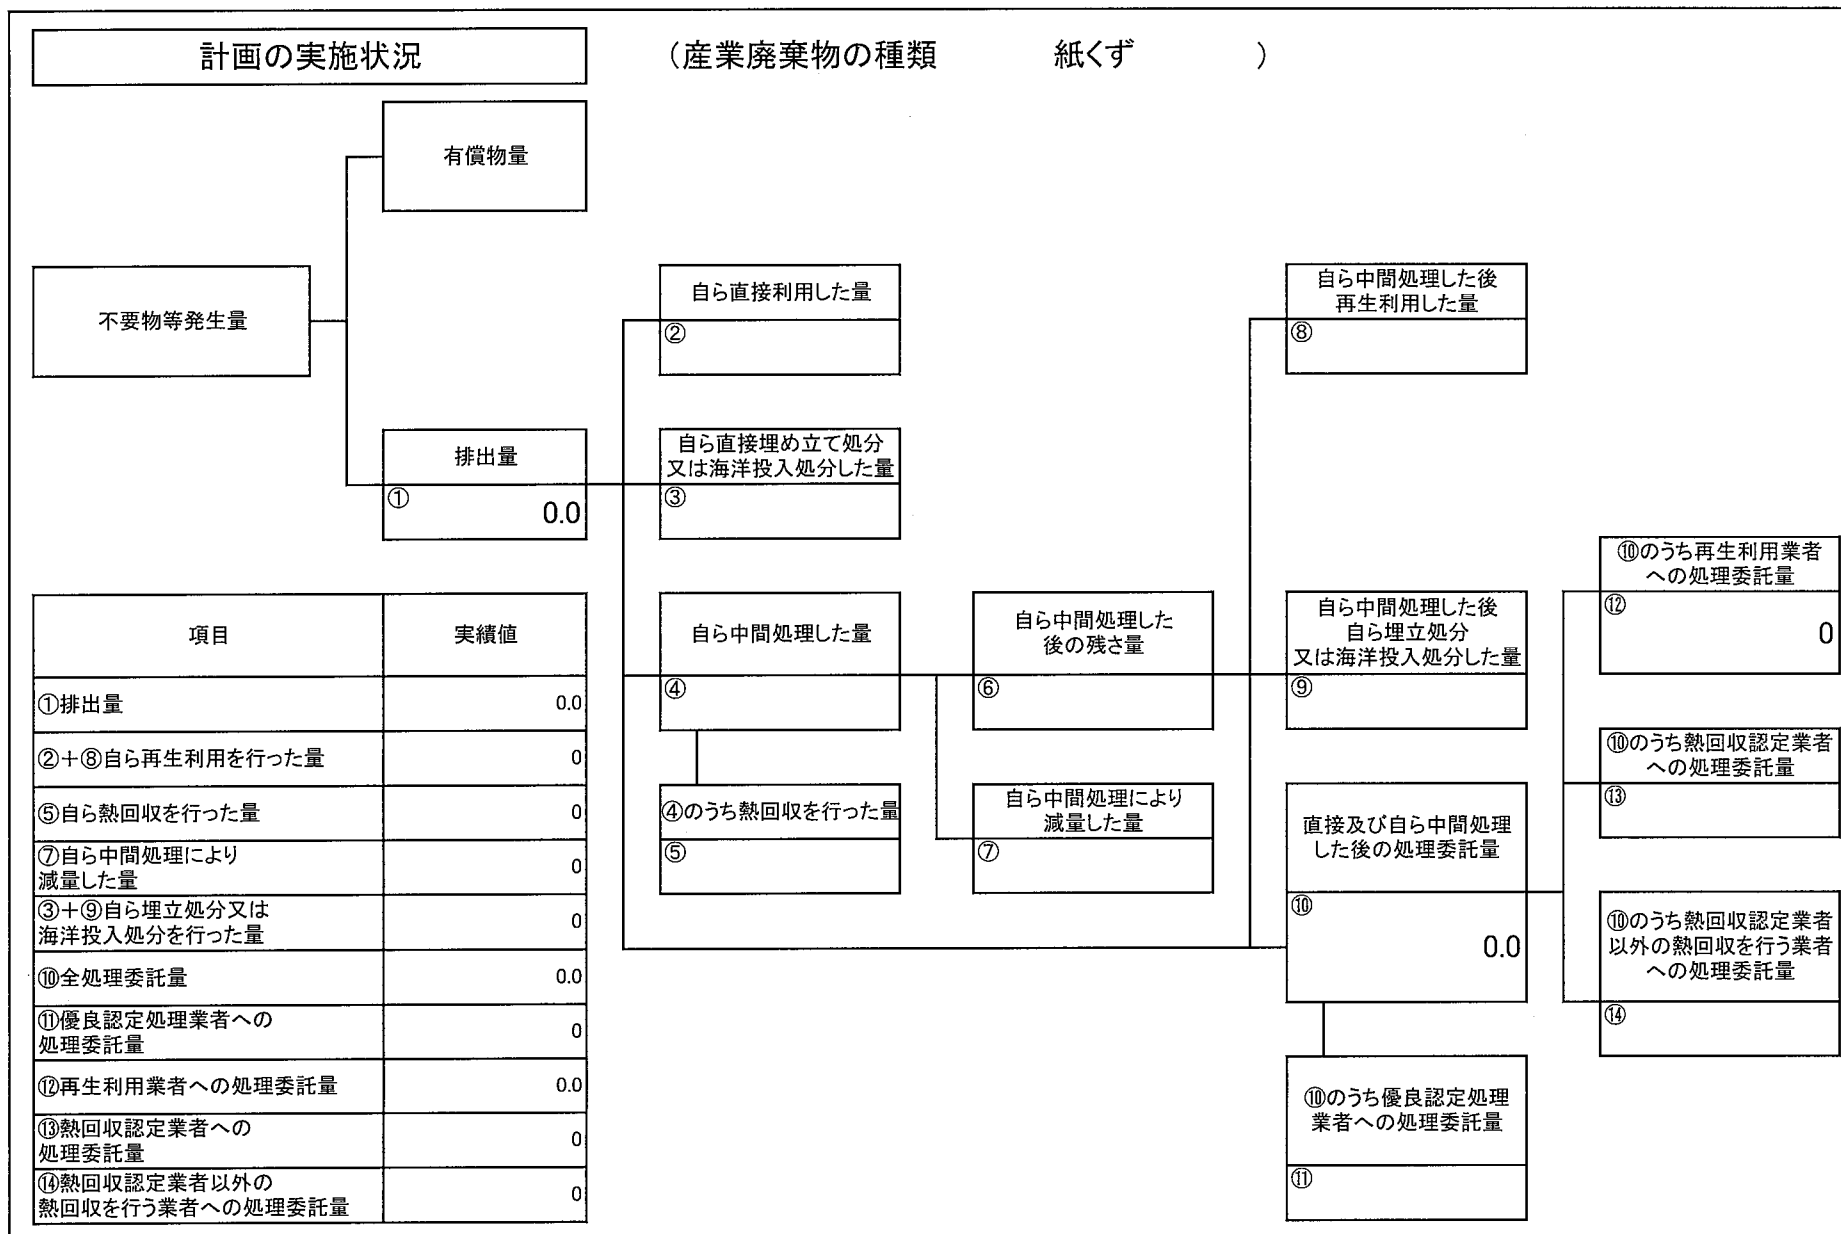 計画の実施状況
（産業廃棄物の種類　　　紙くず　　　）
有償物量
不要物等発生量
排出量
①
0.0
自ら直接利用した量
②
自ら直接埋め立て処分
又は海洋投入処分した量
③
自ら中間処理した量
④
④のうち熱回収を行った量
⑤
自ら中間処理した
後の残さ量
⑥
自ら中間処理により
減量した量
⑦
自ら中間処理した後
再生利用した量
⑧
自ら中間処理した後
自ら埋立処分
又は海洋投入処分した量
⑨
直接及び自ら中間処理
した後の処理委託量
⑩
0.0
⑩のうち優良認定処理
業者への処理委託量
⑪
⑩のうち再生利用業者
への処理委託量
⑫
0
⑩のうち熱回収認定業者
への処理委託量
⑬
⑩のうち熱回収認定業者
以外の熱回収を行う業者
への処理委託量
⑭
項目　実績値
①排出量　0.0
②＋⑧自ら再生利用を行った量　0
⑤自ら熱回収を行った量　0
⑦自ら中間処理により
減量した量　0
③＋⑨自ら埋立処分又は
海洋投入処分を行った量　0
⑩全処理委託量　0.0
⑪優良認定処理業者への
処理委託量　0
⑫再生利用業者への処理委託量　0.0
⑬熱回収認定業者への
処理委託量　0
⑭熱回収認定業者以外の
熱回収を行う業者への処理委託量　0